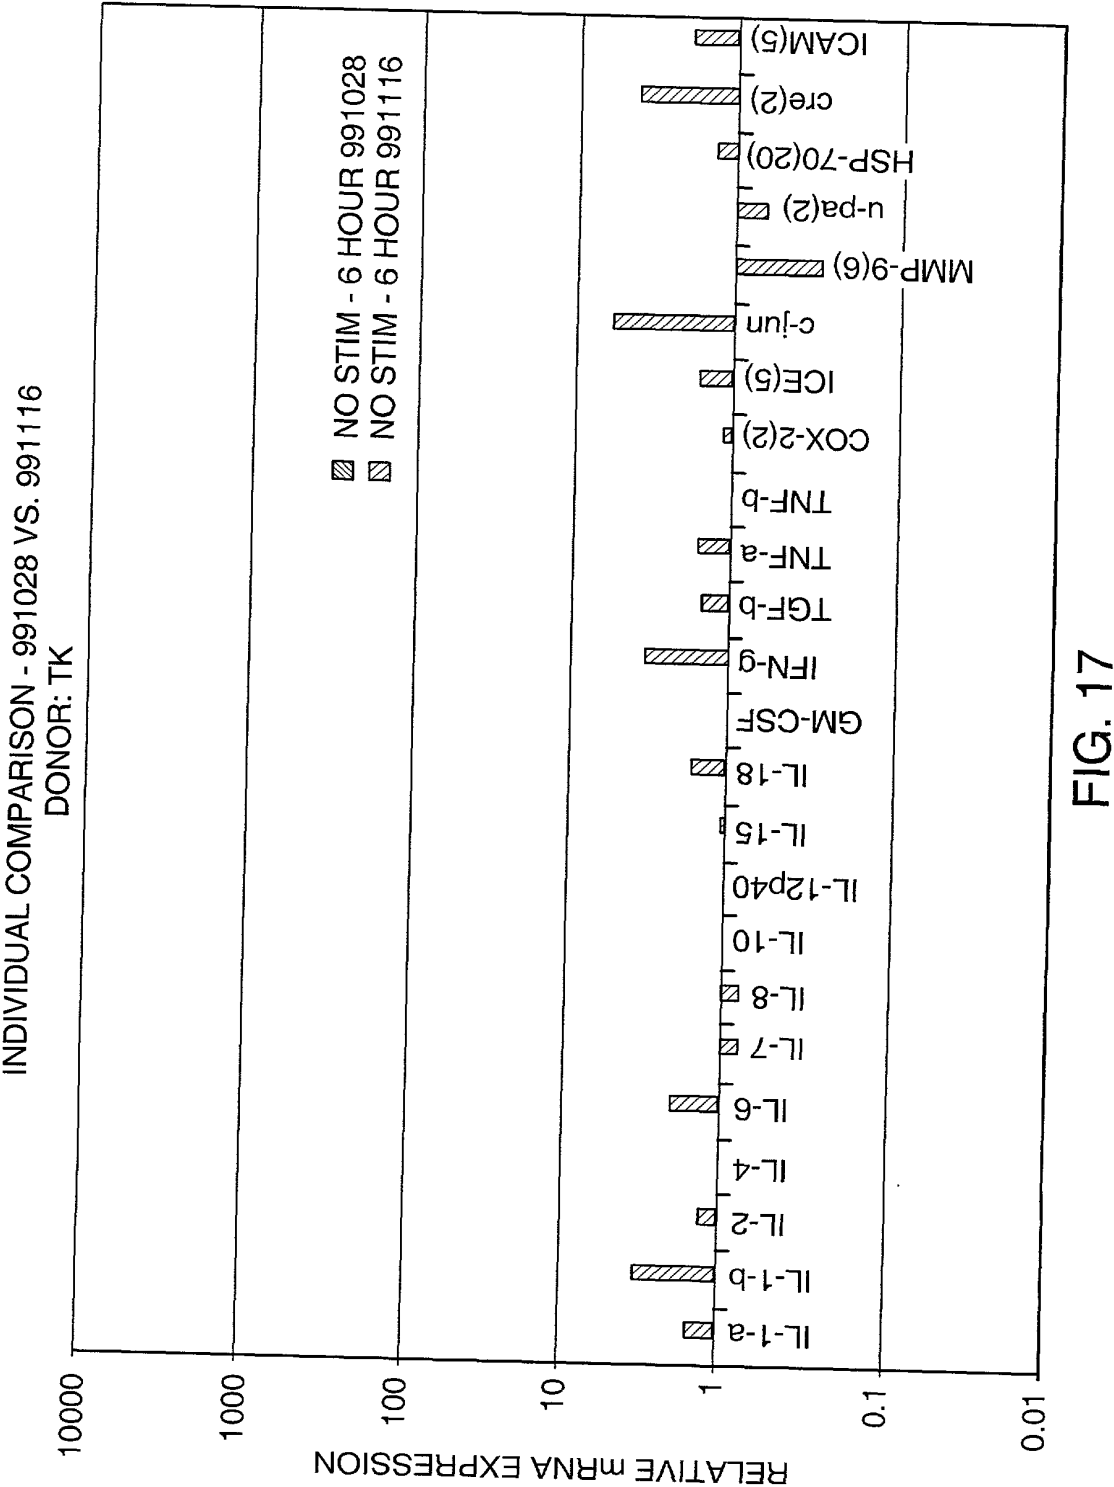 INDIVIDUAL COMPARISON - 991028 VS. 991116
DONOR: TK
NO STIM - 6 HOUR 991028
NO STIM - 6 HOUR 991116
RELATIVE mRNA EXPRESSION
10000
1000
100
10
1
0.1
0.01
IL-1-a
IL-1-b
IL-2
IL-4
IL-6
IL-7
IL-8
IL-10
IL-12p40
IL-15
IL-18
GM-CSF
IFN-g
TGF-b
TNF-a
TNF-b
COX-2(2)
ICE(5)
c-jun
MMP-9(6)
u-pa(2)
HSP-70(20)
cre(2)
ICAM(5)
FIG. 17